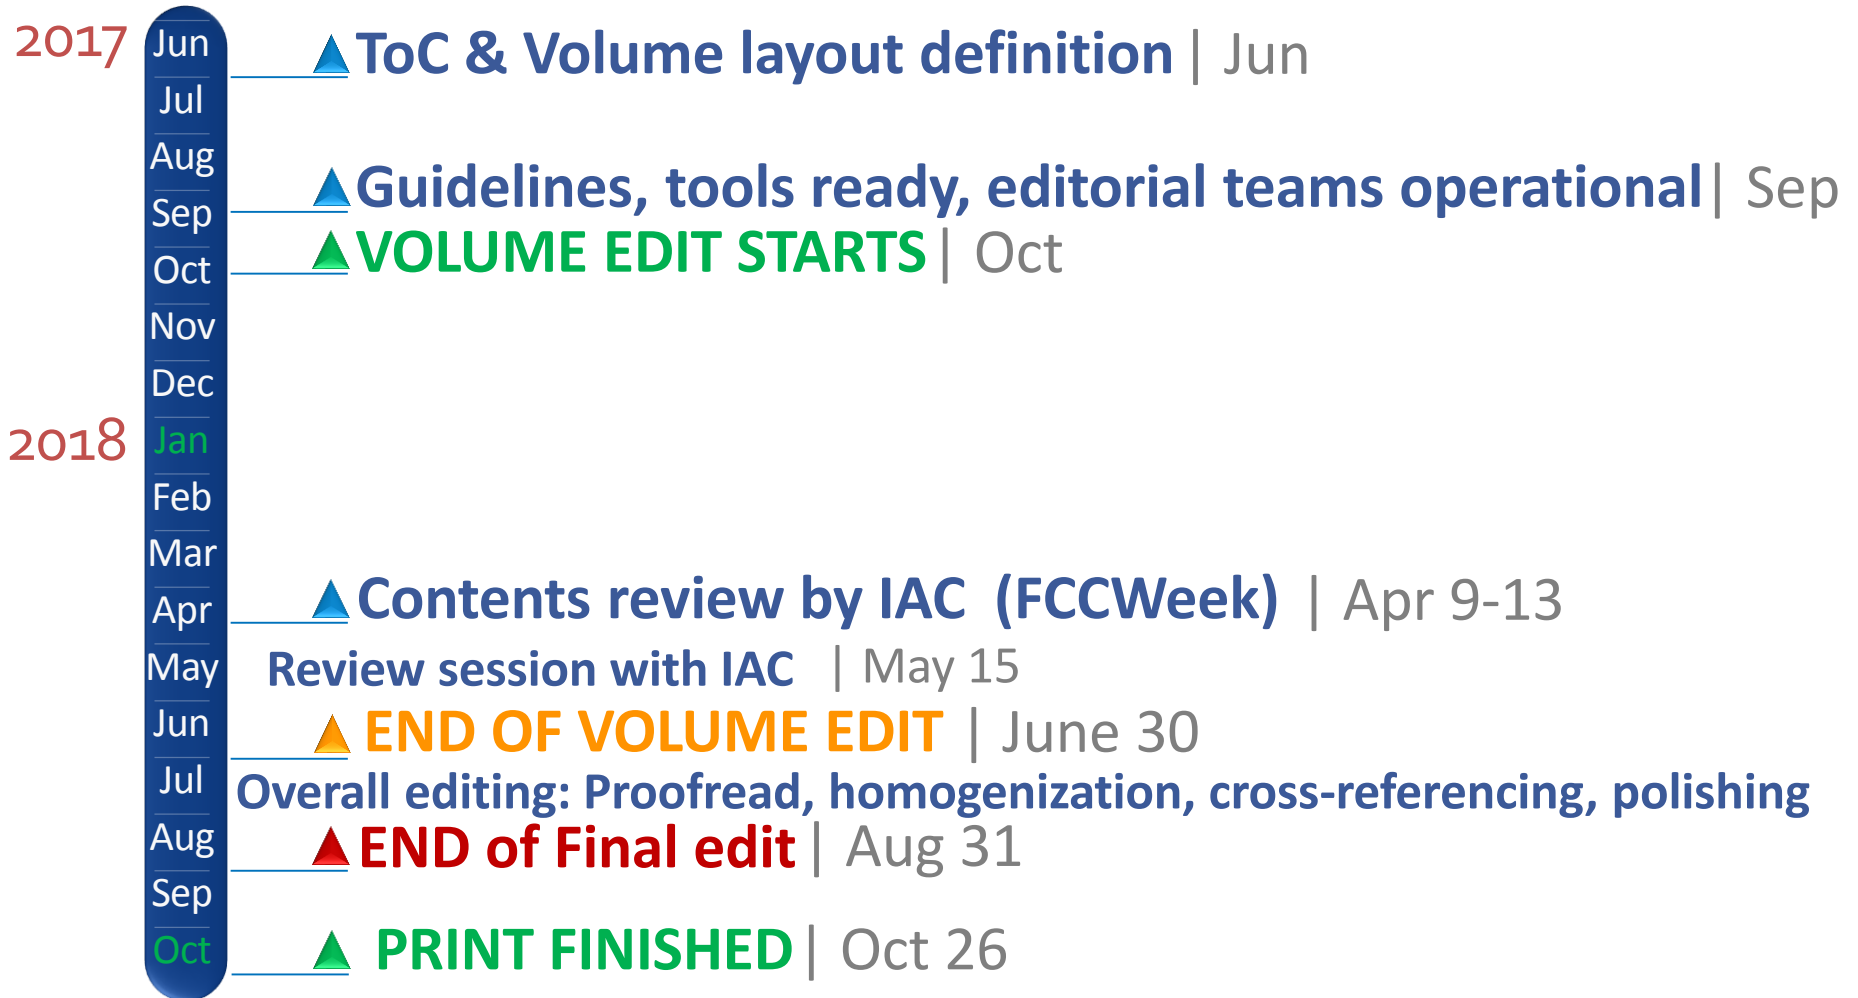 2017
Jun
ToC & Volume layout definition | Jun
Jul
Aug
Guidelines, tools ready, editorial teams operational | Sep
Sep
VOLUME EDIT STARTS | Oct
Oct
Nov
Dec
2018
Jan
Feb
Mar
Contents review by IAC (FCCWeek) | Apr 9-13
Apr
May
Review session with IAC | May 15
Jun
END OF VOLUME EDIT | June 30
Jul
Overall editing: Proofread, homogenization, cross-referencing, polishing
Aug
END of Final edit | Aug 31
Sep
Oct
PRINT FINISHED | Oct 26